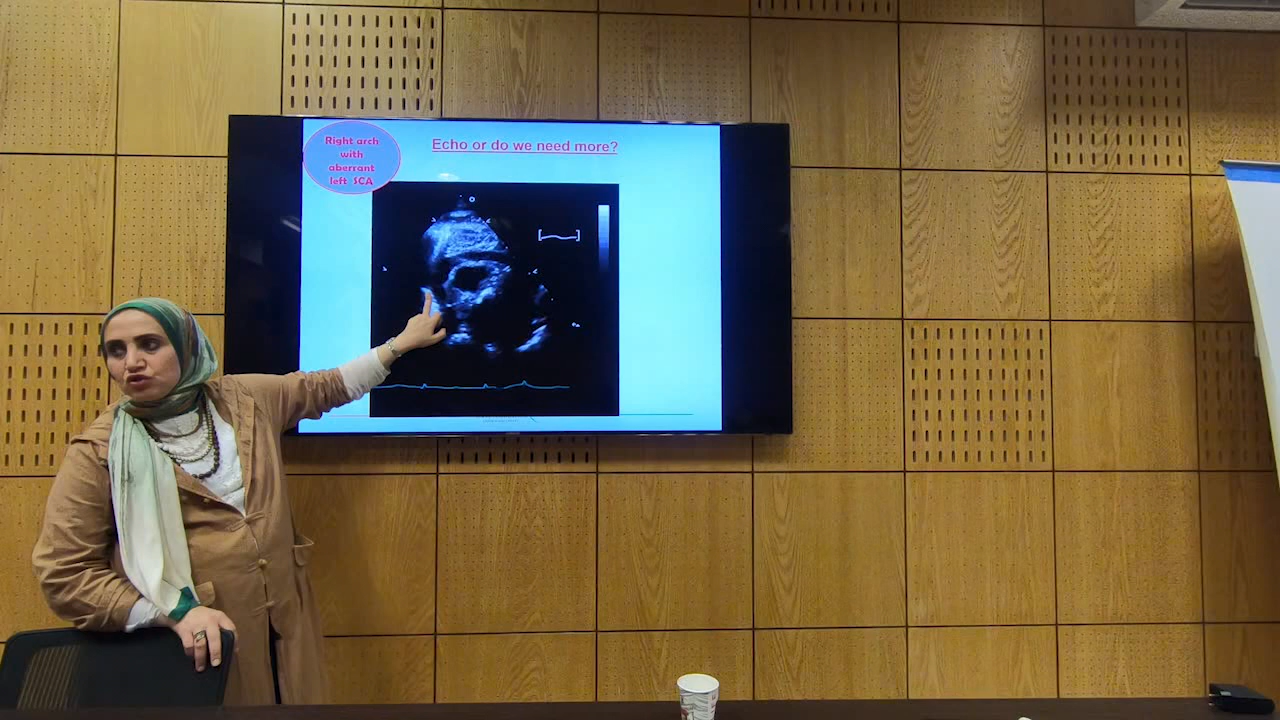 Right arch
with
aberrant
left SCA
Echo or do we need more?